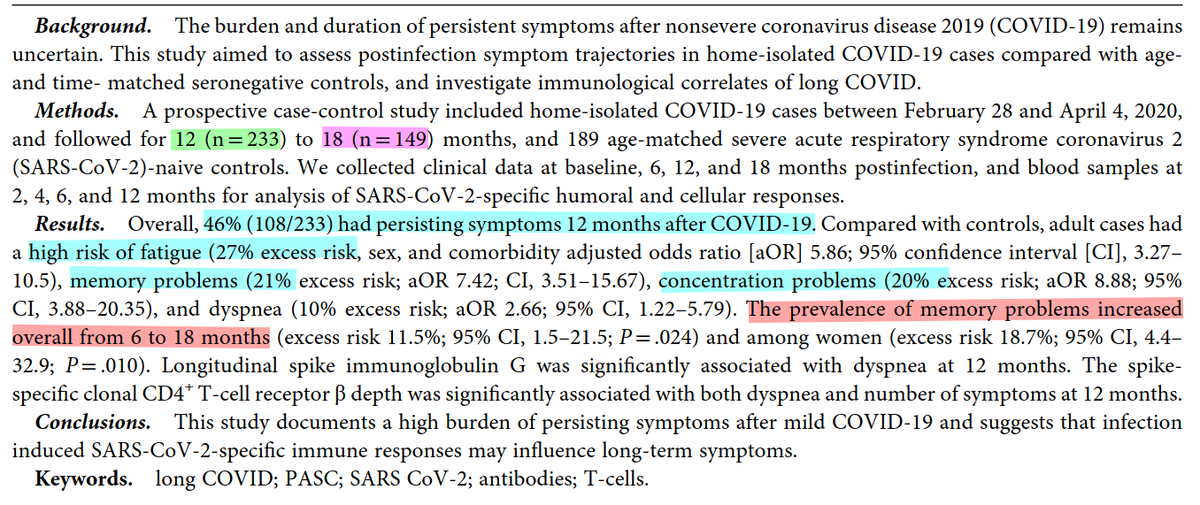 Background. The burden and duration of persistent symptoms after nonsevere coronavirus disease 2019 (COVID-19) remains
uncertain. This study aimed to assess postinfection symptom trajectories in home-isolated COVID-19 cases compared with age-
and time- matched seronegative controls, and investigate immunological correlates of long COVID.
Methods. A prospective case-control study included home-isolated COVID-19 cases between February 28 and April 4, 2020,
and followed for 12 (n = 233) to 18 (n = 149) months, and 189 age-matched severe acute respiratory syndrome coronavirus 2
(SARS-CoV-2)-naive controls. We collected clinical data at baseline, 6, 12, and 18 months postinfection, and blood samples at
2, 4, 6, and 12 months for analysis of SARS-CoV-2-specific humoral and cellular responses.
Results. Overall, 46% (108/233) had persisting symptoms 12 months after COVID-19. Compared with controls, adult cases had
a high risk of fatigue (27% excess risk, sex, and comorbidity adjusted odds ratio [aOR] 5.86; 95% confidence interval [CI], 3.27–
10.5), memory problems (21% excess risk; aOR 7.42; CI, 3.51–15.67), concentration problems (20% excess risk; aOR 8.88; 95%
CI, 3.88–20.35), and dyspnea (10% excess risk; aOR 2.66; 95% CI, 1.22–5.79). The prevalence of memory problems increased
overall from 6 to 18 months (excess risk 11.5%; 95% CI, 1.5–21.5; P = .024) and among women (excess risk 18.7%; 95% CI, 4.4–
32.9; P = .010). Longitudinal spike immunoglobulin G was significantly associated with dyspnea at 12 months. The spike-
specific clonal CD4⁺ T-cell receptor β depth was significantly associated with both dyspnea and number of symptoms at 12 months.
Conclusions. This study documents a high burden of persisting symptoms after mild COVID-19 and suggests that infection
induced SARS-CoV-2-specific immune responses may influence long-term symptoms.
Keywords. long COVID; PASC; SARS CoV-2; antibodies; T-cells.